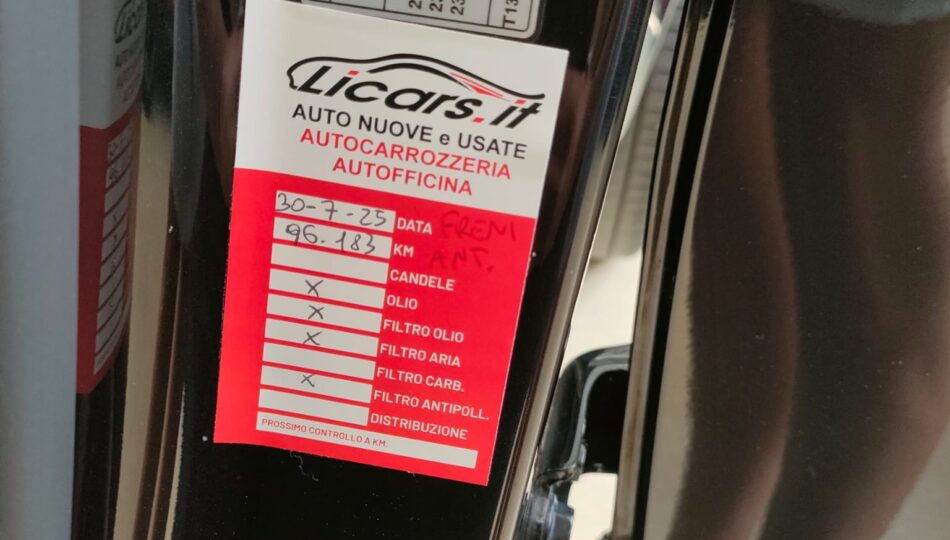 Licars.it
AUTO NUOVE e USATE
AUTOCARROZZERIA
AUTOFFICINA
30-7-25 DATA FRENI
96.183 KM ANT.
CANDELE
X OLIO
X FILTRO OLIO
X FILTRO ARIA
FILTRO CARB.
X FILTRO ANTIPOLL.
DISTRIBUZIONE
PROSSIMO CONTROLLO A KM.